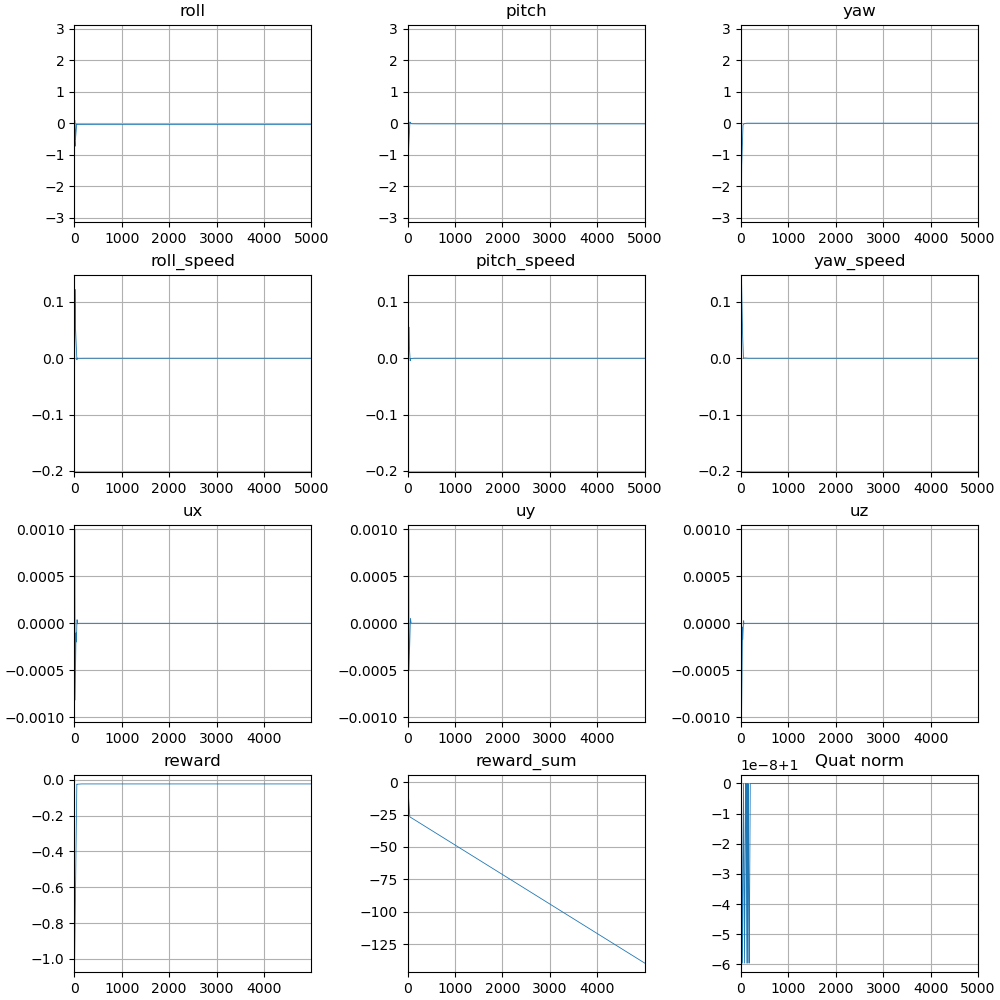 roll pitch yaw
3 3 3
2 2 2
1 1 1
0 0 0
−1 −1 −1
−2 −2 −2
−3 −3 −3
0 1000 2000 3000 4000 5000 0 1000 2000 3000 4000 5000 0 1000 2000 3000 4000 5000
roll_speed pitch_speed yaw_speed
0.1 0.1 0.1
0.0 0.0 0.0
−0.1 −0.1 −0.1
−0.2 −0.2 −0.2
0 1000 2000 3000 4000 5000 0 1000 2000 3000 4000 5000 0 1000 2000 3000 4000 5000
ux uy uz
0.0010 0.0010 0.0010
0.0005 0.0005 0.0005
0.0000 0.0000 0.0000
−0.0005 −0.0005 −0.0005
−0.0010 −0.0010 −0.0010
0 1000 2000 3000 4000 0 1000 2000 3000 4000 0 1000 2000 3000 4000
reward reward_sum 1e−8+1 Quat norm
0.0 0 0
−0.2 −25 −1
−0.4 −50 −2
−0.6 −75 −3
−0.8 −100 −4
−1.0 −125 −5
−6
0 1000 2000 3000 4000 0 1000 2000 3000 4000 0 1000 2000 3000 4000